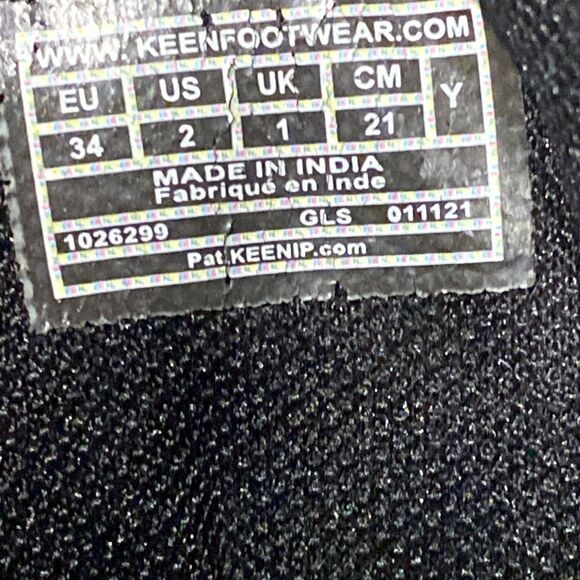 WWW.KEENFOOTWEAR.COM
EU US UK CM Y
34 2 1 21
MADE IN INDIA
Fabriqué en Inde
GLS 011121
1026299
Pat.KEENIP.com